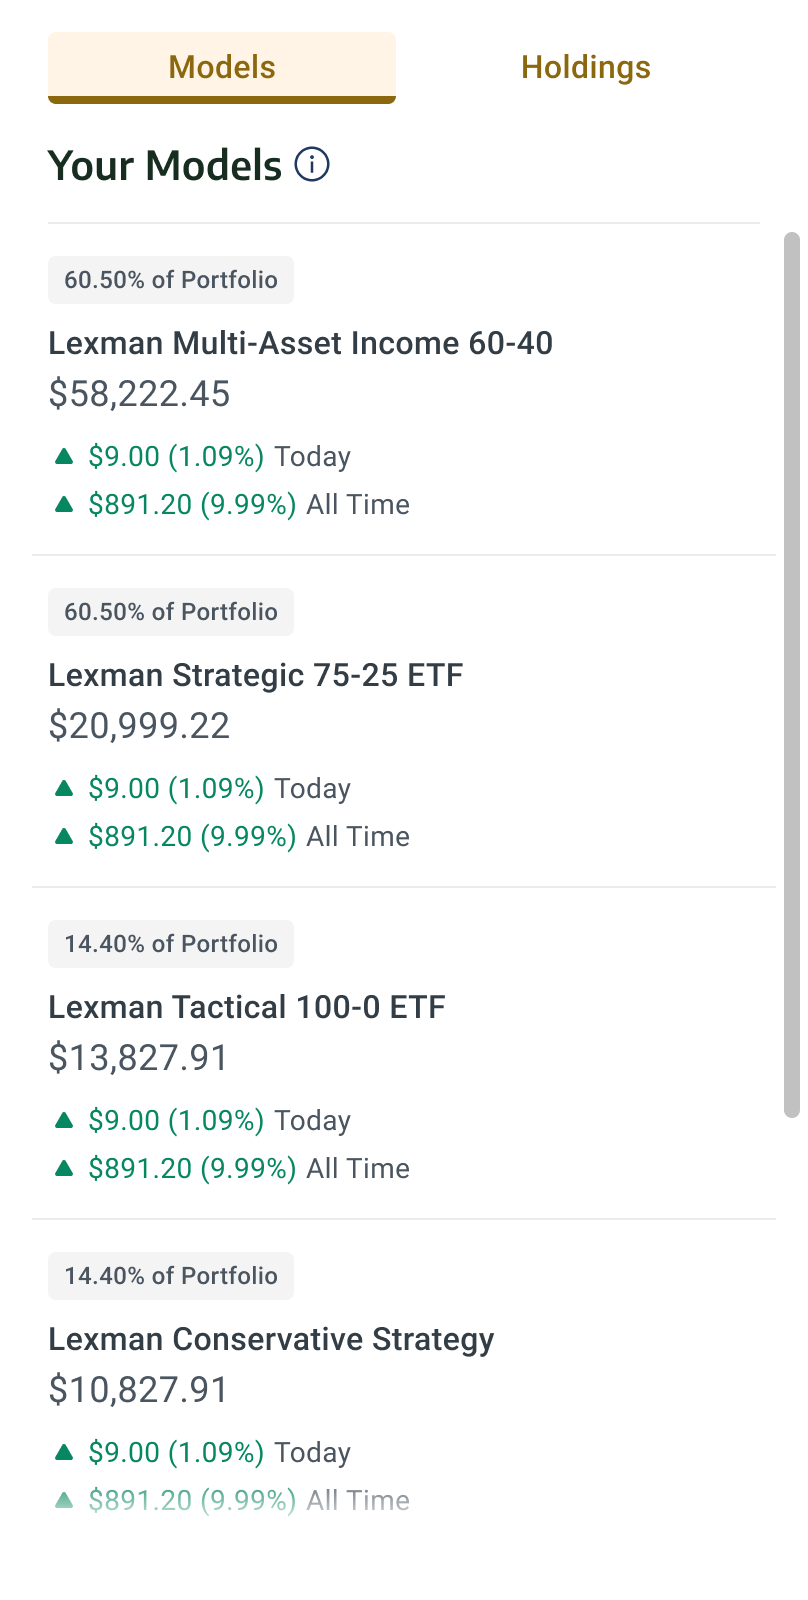 Models
Holdings
Your Models
60.50% of Portfolio
Lexman Multi-Asset Income 60-40
$58,222.45
$9.00 (1.09%) Today
$891.20 (9.99%) All Time
60.50% of Portfolio
Lexman Strategic 75-25 ETF
$20,999.22
$9.00 (1.09%) Today
$891.20 (9.99%) All Time
14.40% of Portfolio
Lexman Tactical 100-0 ETF
$13,827.91
$9.00 (1.09%) Today
$891.20 (9.99%) All Time
14.40% of Portfolio
Lexman Conservative Strategy
$10,827.91
$9.00 (1.09%) Today
$891.20 (9.99%) All Time